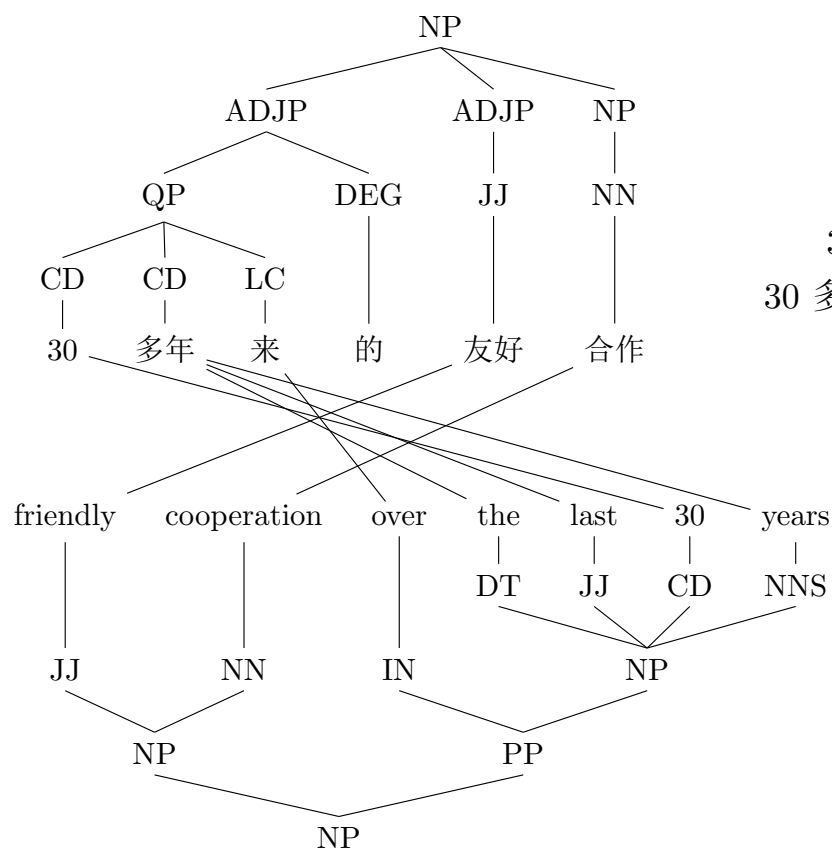 NP
ADJP ADJP NP
QP DEG JJ NN
CD CD LC
30 多年 来 的 友好 合作
30 多
friendly cooperation over the last 30 years
DT JJ CD NNS
JJ NN IN NP
NP PP
NP